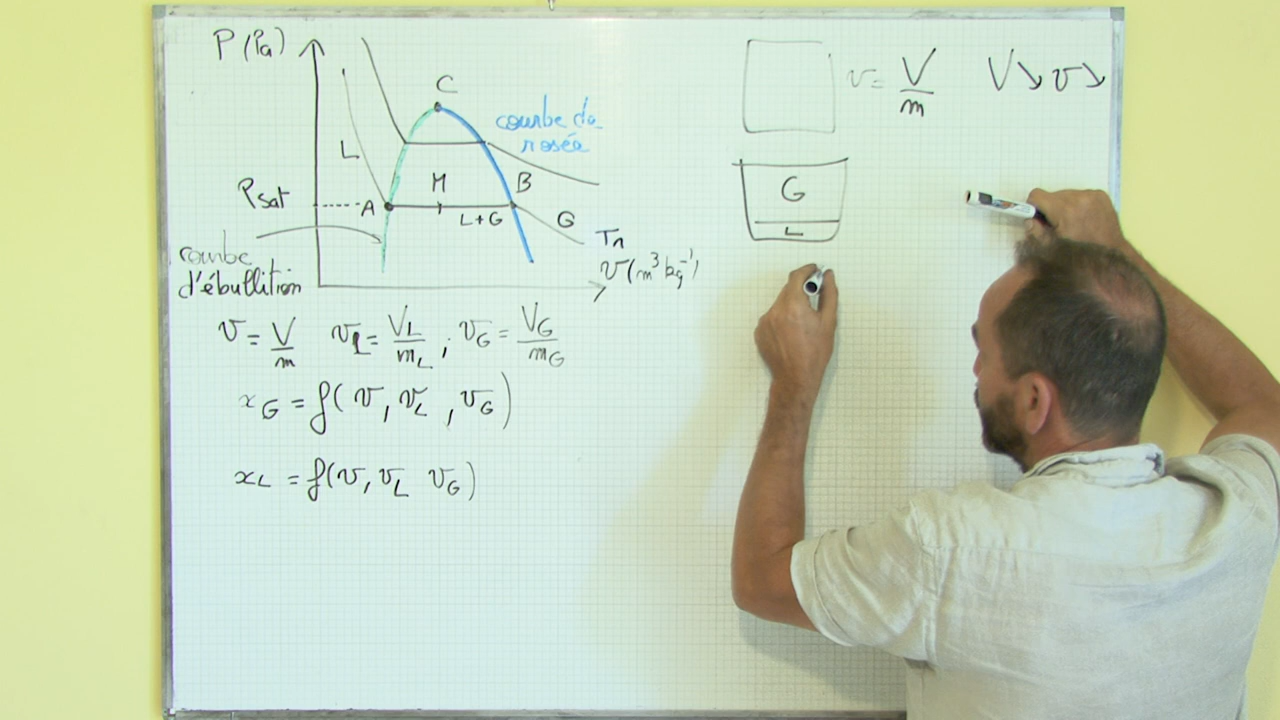 P (Pa)
C
courbe de
rosée
L
M
B
Psat
A
L+G
G
courbe
d'ébullition
v (m³ kg⁻¹)
v = V/m vL = VL/mL ; vG = VG/mG
xG = f( v, vL , vG )
xL = f(v, vL vG )
v = V/m V↘ v↘
G
L